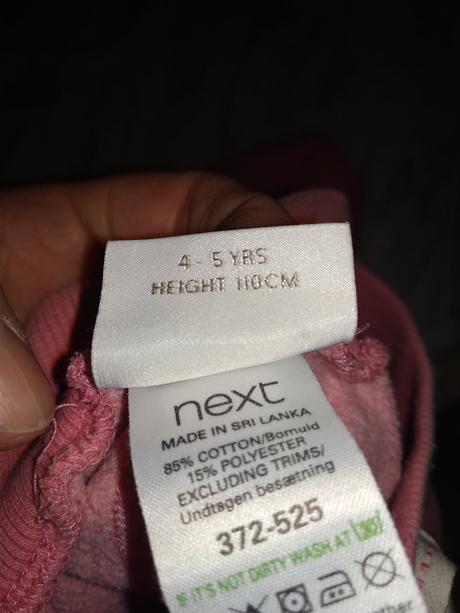 4 - 5 YRS
HEIGHT 110CM
next
MADE IN SRI LANKA
85% COTTON/Bomuld
15% POLYESTER
EXCLUDING TRIMS/
Undtagen besætning
372-525
IF IT'S NOT DIRTY WASH AT 30°